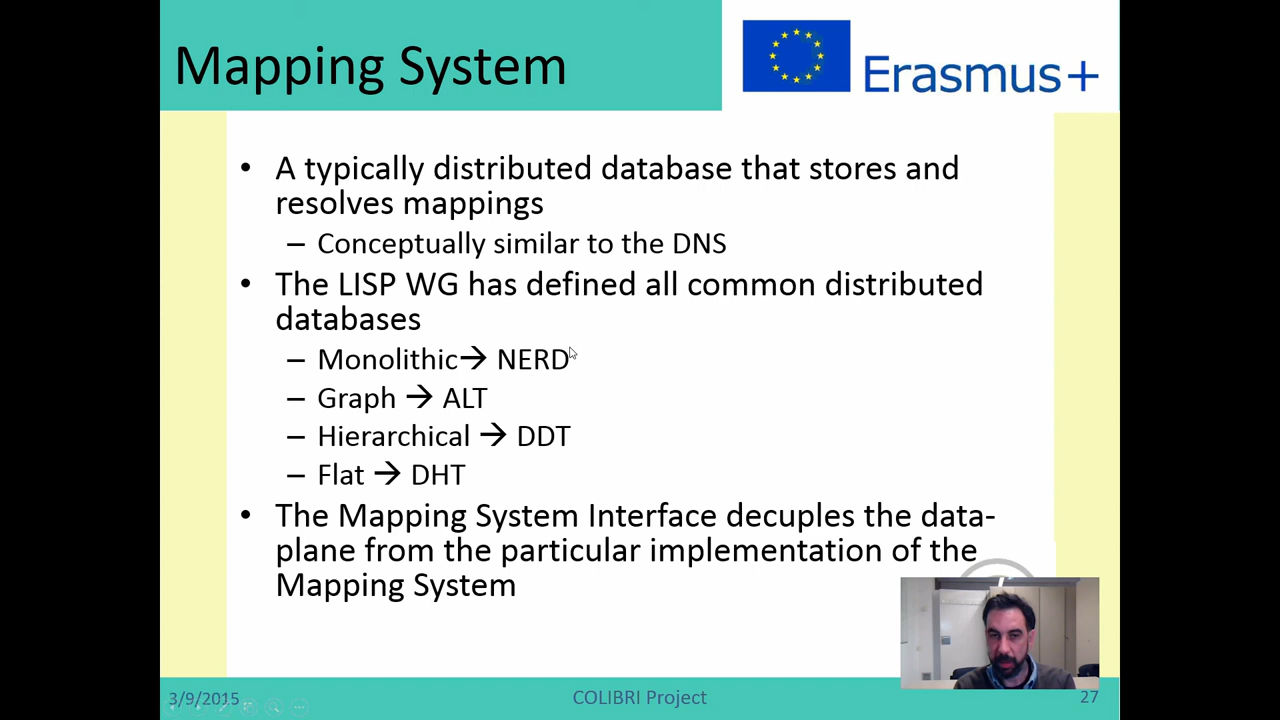 Mapping System
Erasmus+
• A typically distributed database that stores and
resolves mappings
– Conceptually similar to the DNS
• The LISP WG has defined all common distributed
databases
– Monolithic→ NERD
– Graph → ALT
– Hierarchical → DDT
– Flat → DHT
• The Mapping System Interface decuples the data-
plane from the particular implementation of the
Mapping System
3/9/2015
COLIBRI Project
27